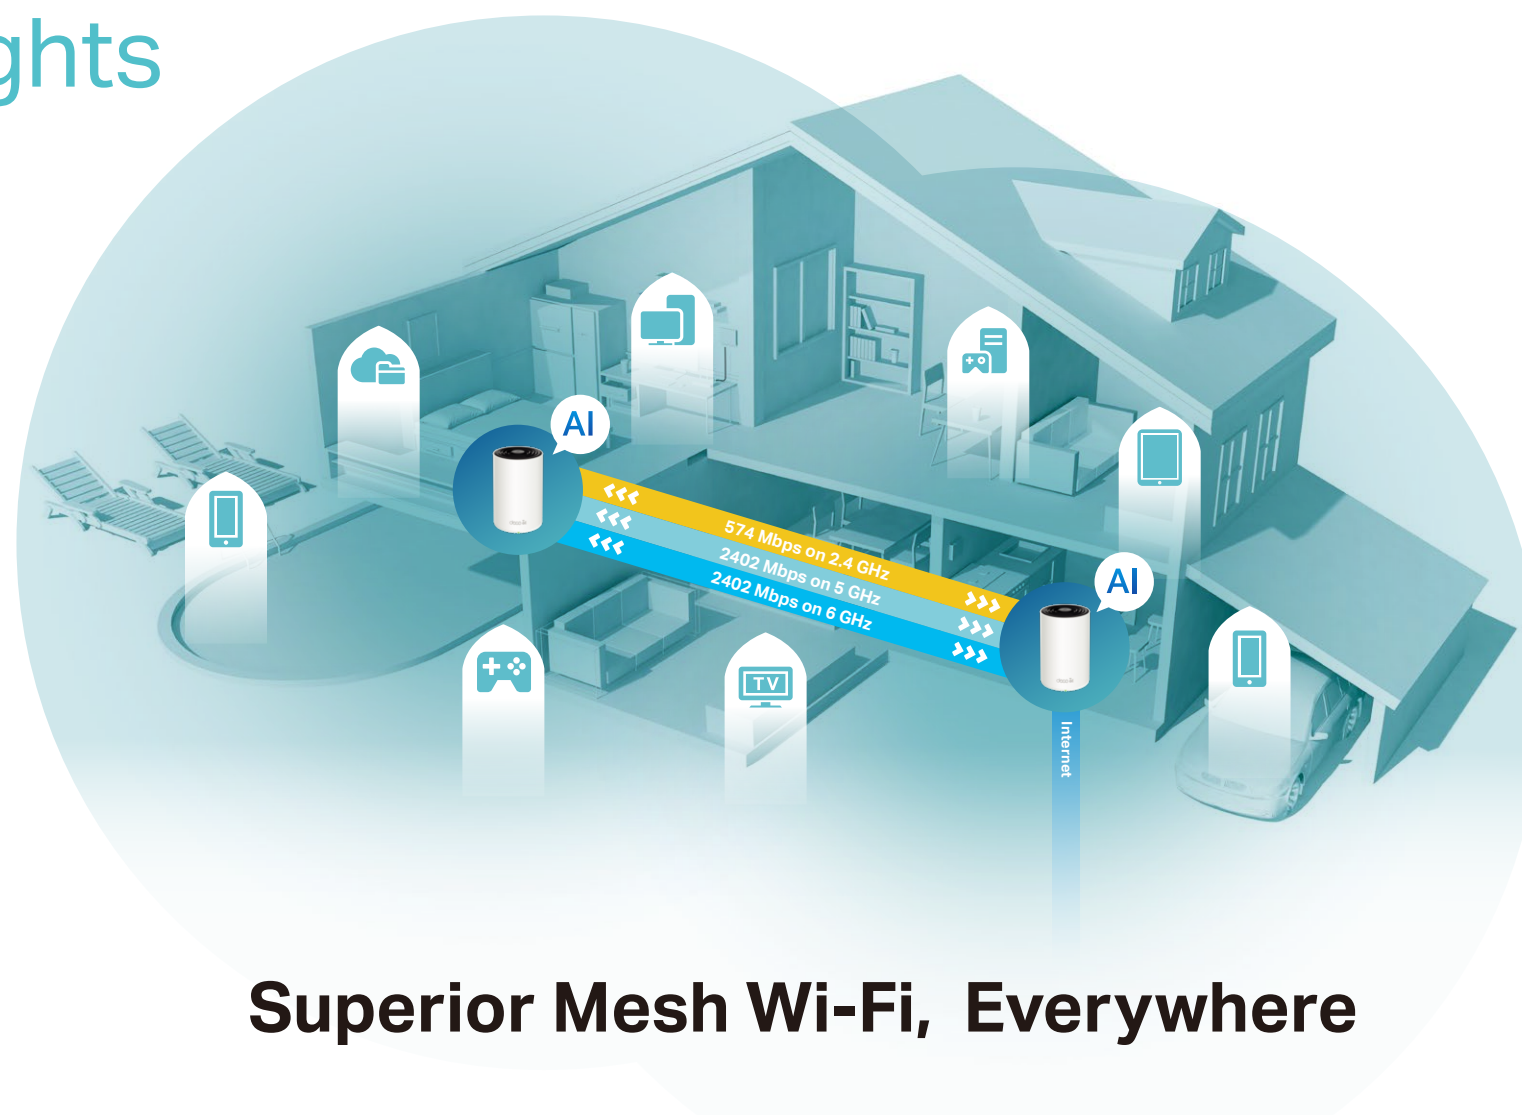 ghts
AI
574 Mbps on 2.4 GHz
2402 Mbps on 5 GHz
2402 Mbps on 6 GHz
AI
TV
Internet
Superior Mesh Wi-Fi, Everywhere